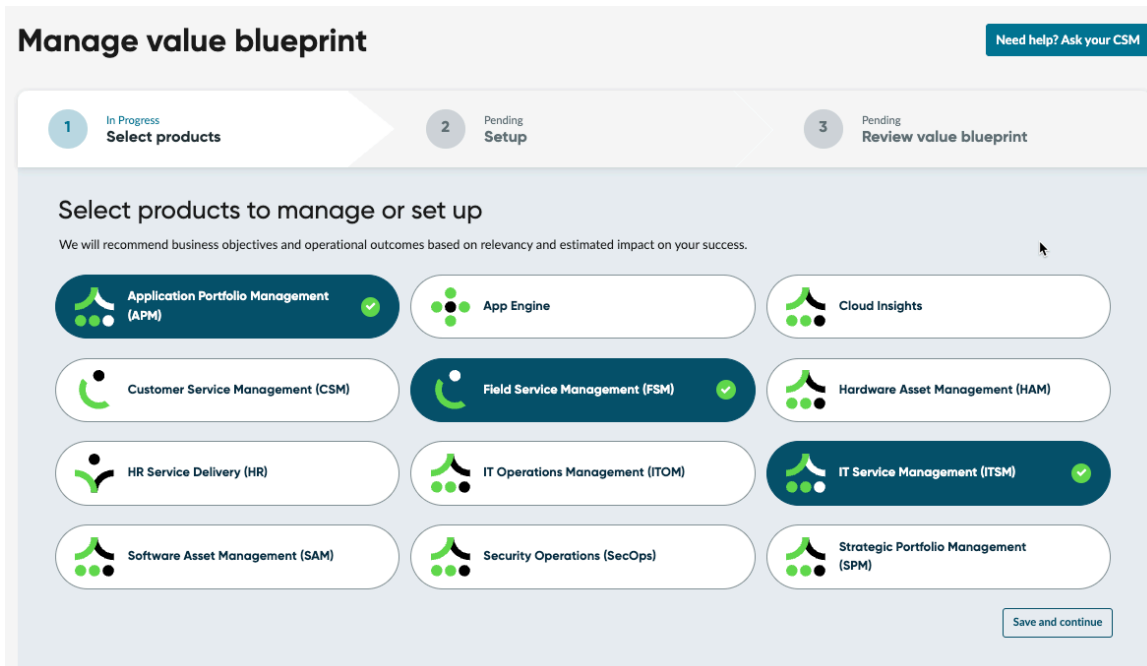 Manage value blueprint
Need help? Ask your CSM
1
In Progress
Select products
2
Pending
Setup
3
Pending
Review value blueprint
Select products to manage or set up
We will recommend business objectives and operational outcomes based on relevancy and estimated impact on your success.
Application Portfolio Management
(APM)
App Engine
Cloud Insights
Customer Service Management (CSM)
Field Service Management (FSM)
Hardware Asset Management (HAM)
HR Service Delivery (HR)
IT Operations Management (ITOM)
IT Service Management (ITSM)
Software Asset Management (SAM)
Security Operations (SecOps)
Strategic Portfolio Management
(SPM)
Save and continue